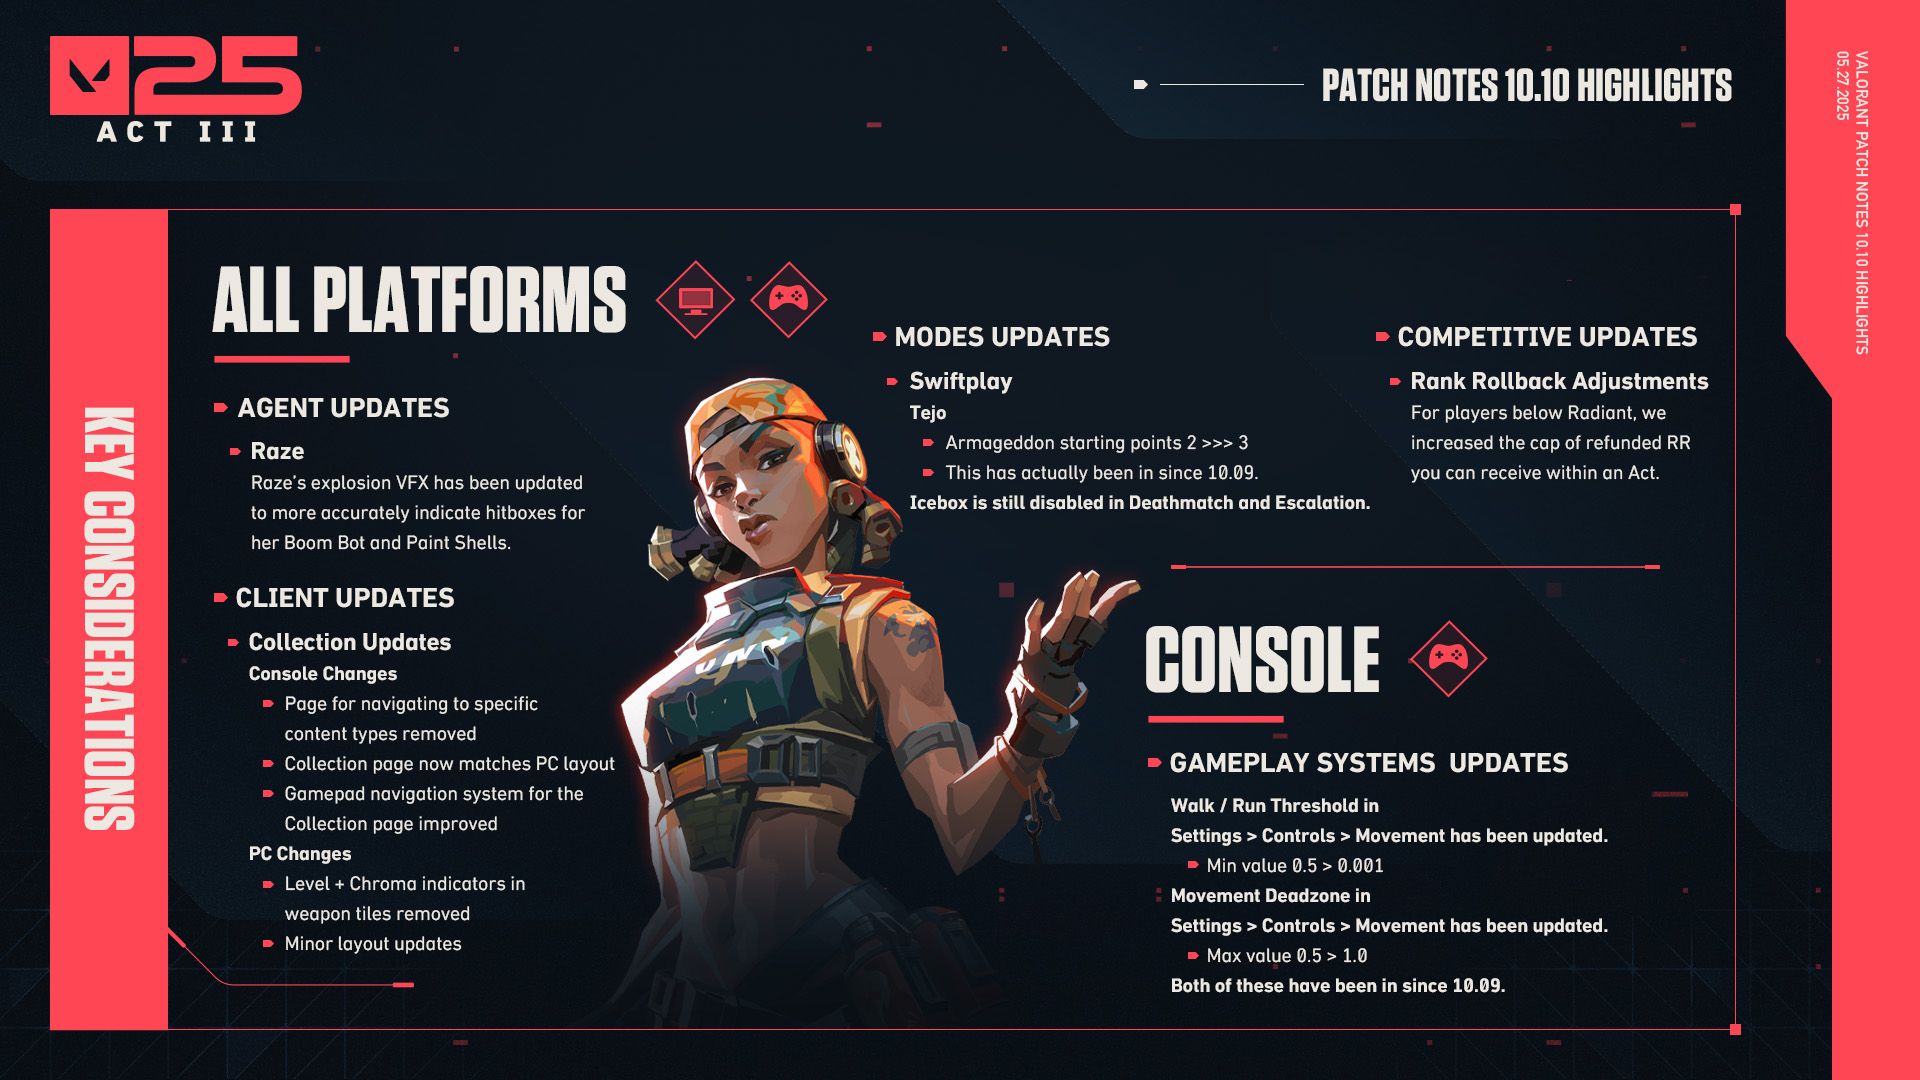 25
ACT III
PATCH NOTES 10.10 HIGHLIGHTS
VALORANT PATCH NOTES 10.10 HIGHLIGHTS
05.27.2025
KEY CONSIDERATIONS
ALL PLATFORMS
AGENT UPDATES
Raze
Raze's explosion VFX has been updated
to more accurately indicate hitboxes for
her Boom Bot and Paint Shells.
CLIENT UPDATES
Collection Updates
Console Changes
Page for navigating to specific
content types removed
Collection page now matches PC layout
Gamepad navigation system for the
Collection page improved
PC Changes
Level + Chroma indicators in
weapon tiles removed
Minor layout updates
MODES UPDATES
Swiftplay
Tejo
Armageddon starting points 2 >>> 3
This has actually been in since 10.09.
Icebox is still disabled in Deathmatch and Escalation.
COMPETITIVE UPDATES
Rank Rollback Adjustments
For players below Radiant, we
increased the cap of refunded RR
you can receive within an Act.
CONSOLE
GAMEPLAY SYSTEMS UPDATES
Walk / Run Threshold in
Settings > Controls > Movement has been updated.
Min value 0.5 > 0.001
Movement Deadzone in
Settings > Controls > Movement has been updated.
Max value 0.5 > 1.0
Both of these have been in since 10.09.